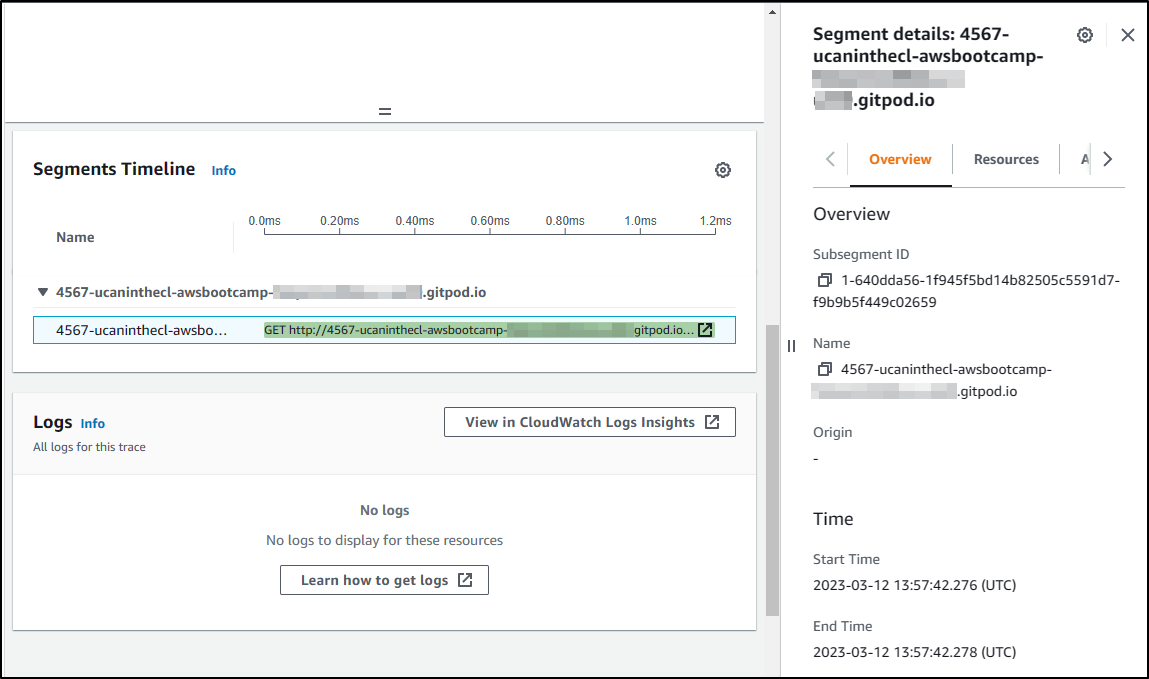 Segments Timeline Info
0.0ms 0.20ms 0.40ms 0.60ms 0.80ms 1.0ms 1.2ms
Name
4567-ucaninthecl-awsbootcamp- .gitpod.io
4567-ucaninthecl-awsbo... GET http://4567-ucaninthecl-awsbootcamp- gitpod.io...
Logs Info
All logs for this trace
View in CloudWatch Logs Insights
No logs
No logs to display for these resources
Learn how to get logs
Segment details: 4567-
ucaninthecl-awsbootcamp-
.gitpod.io
Overview Resources A
Overview
Subsegment ID
1-640dda56-1f945f5bd14b82505c5591d7-
f9b9b5f449c02659
Name
4567-ucaninthecl-awsbootcamp-
.gitpod.io
Origin
-
Time
Start Time
2023-03-12 13:57:42.276 (UTC)
End Time
2023-03-12 13:57:42.278 (UTC)